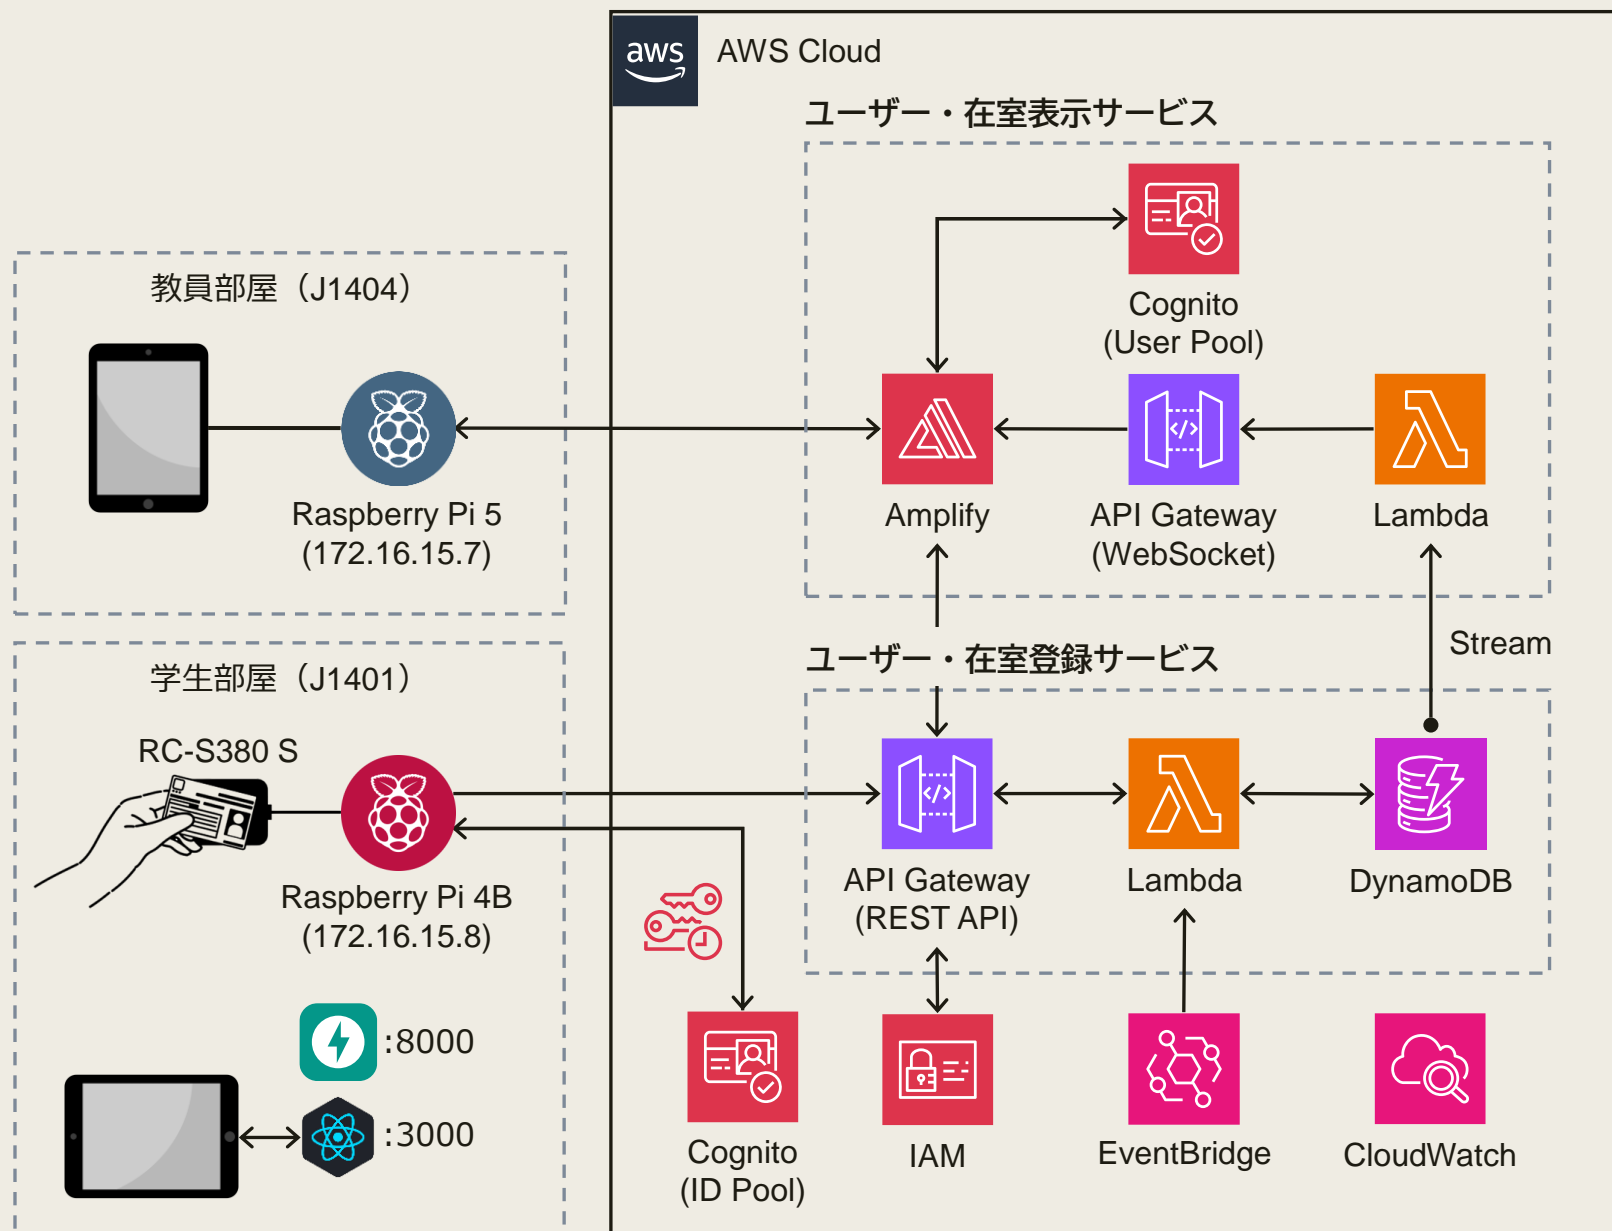 aws
AWS Cloud
ユーザー・在室表示サービス
Cognito
(User Pool)
教員部屋（J1404）
Raspberry Pi 5
(172.16.15.7)
Amplify
API Gateway
(WebSocket)
Lambda
Stream
ユーザー・在室登録サービス
学生部屋（J1401）
RC-S380 S
Raspberry Pi 4B
(172.16.15.8)
API Gateway
(REST API)
Lambda
DynamoDB
:8000
:3000
Cognito
(ID Pool)
IAM
EventBridge
CloudWatch